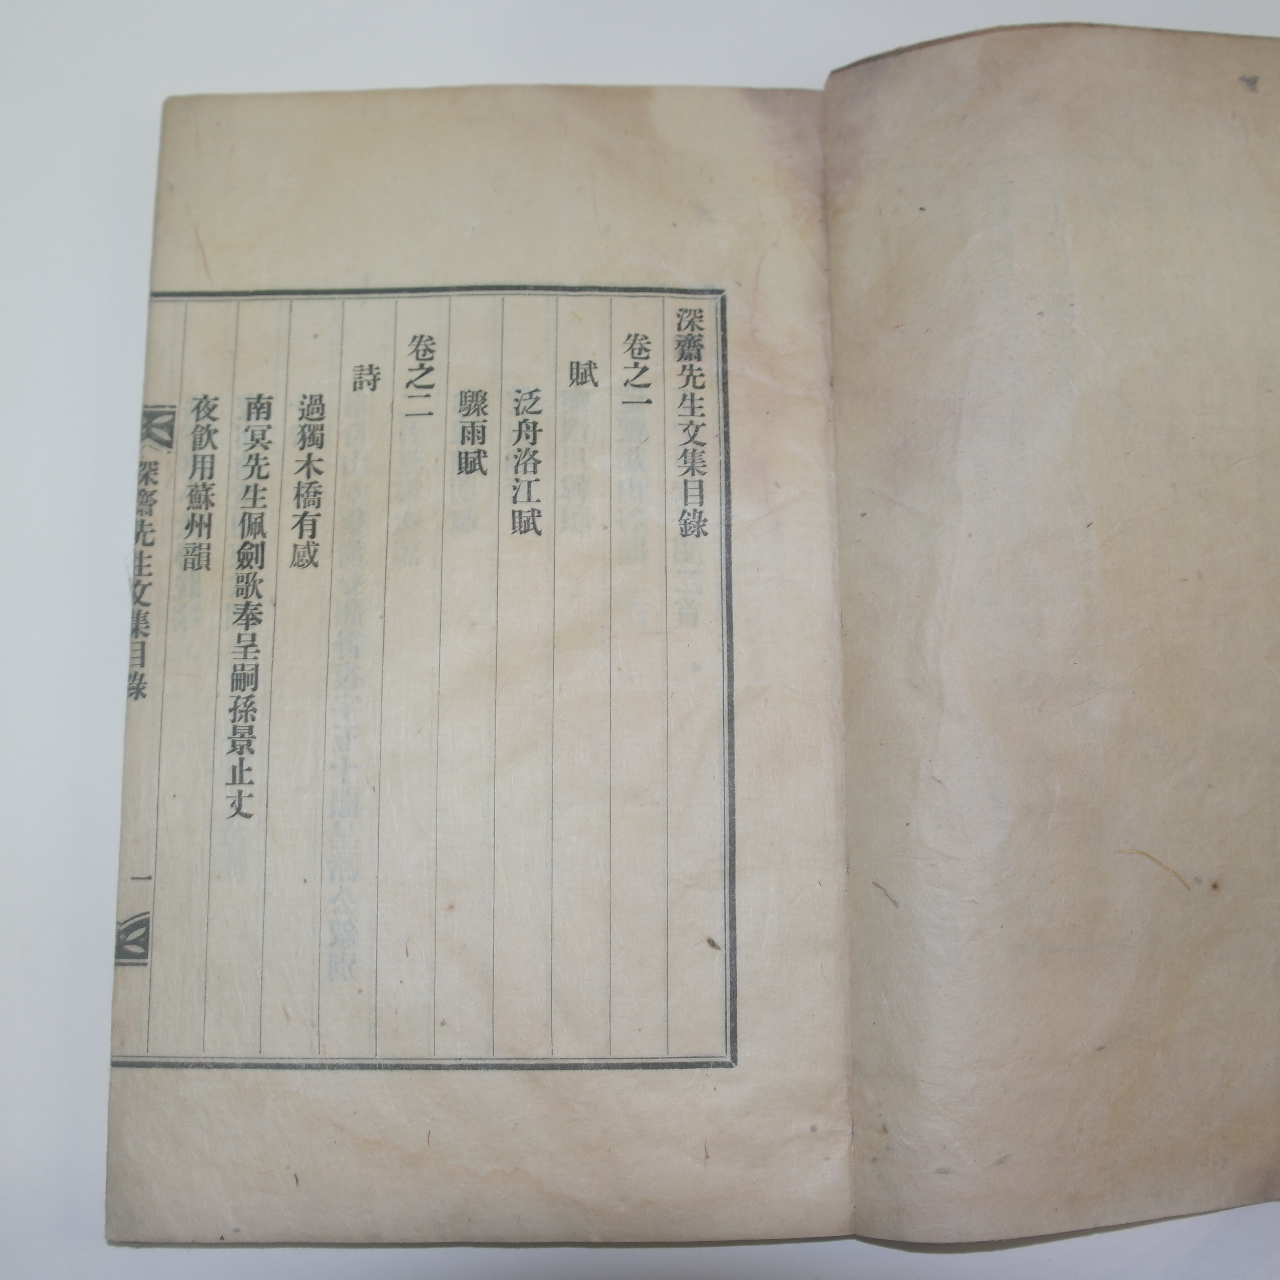 深齋先生文集目錄
卷之一
賦
泛舟洛江賦
驟雨賦
卷之二
詩
過獨木橋有感
南冥先生佩劍歌奉呈嗣孫景止丈
夜飮用蘇州韻
深齋先生文集目錄
一